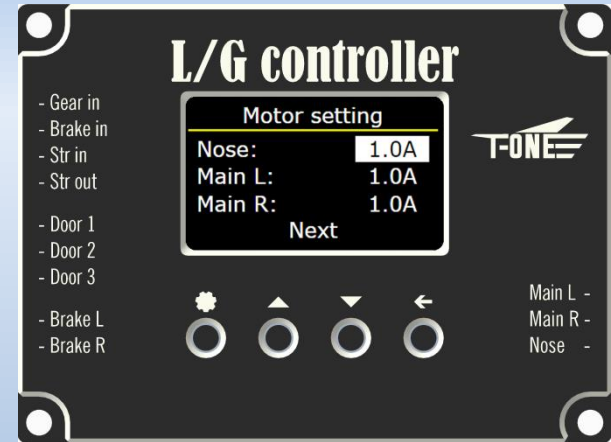 L/G controller
- Gear in
- Brake in
- Str in
- Str out
- Door 1
- Door 2
- Door 3
- Brake L
- Brake R
Motor setting
Nose: 1.0A
Main L: 1.0A
Main R: 1.0A
Next
T-ONE
Main L -
Main R -
Nose -